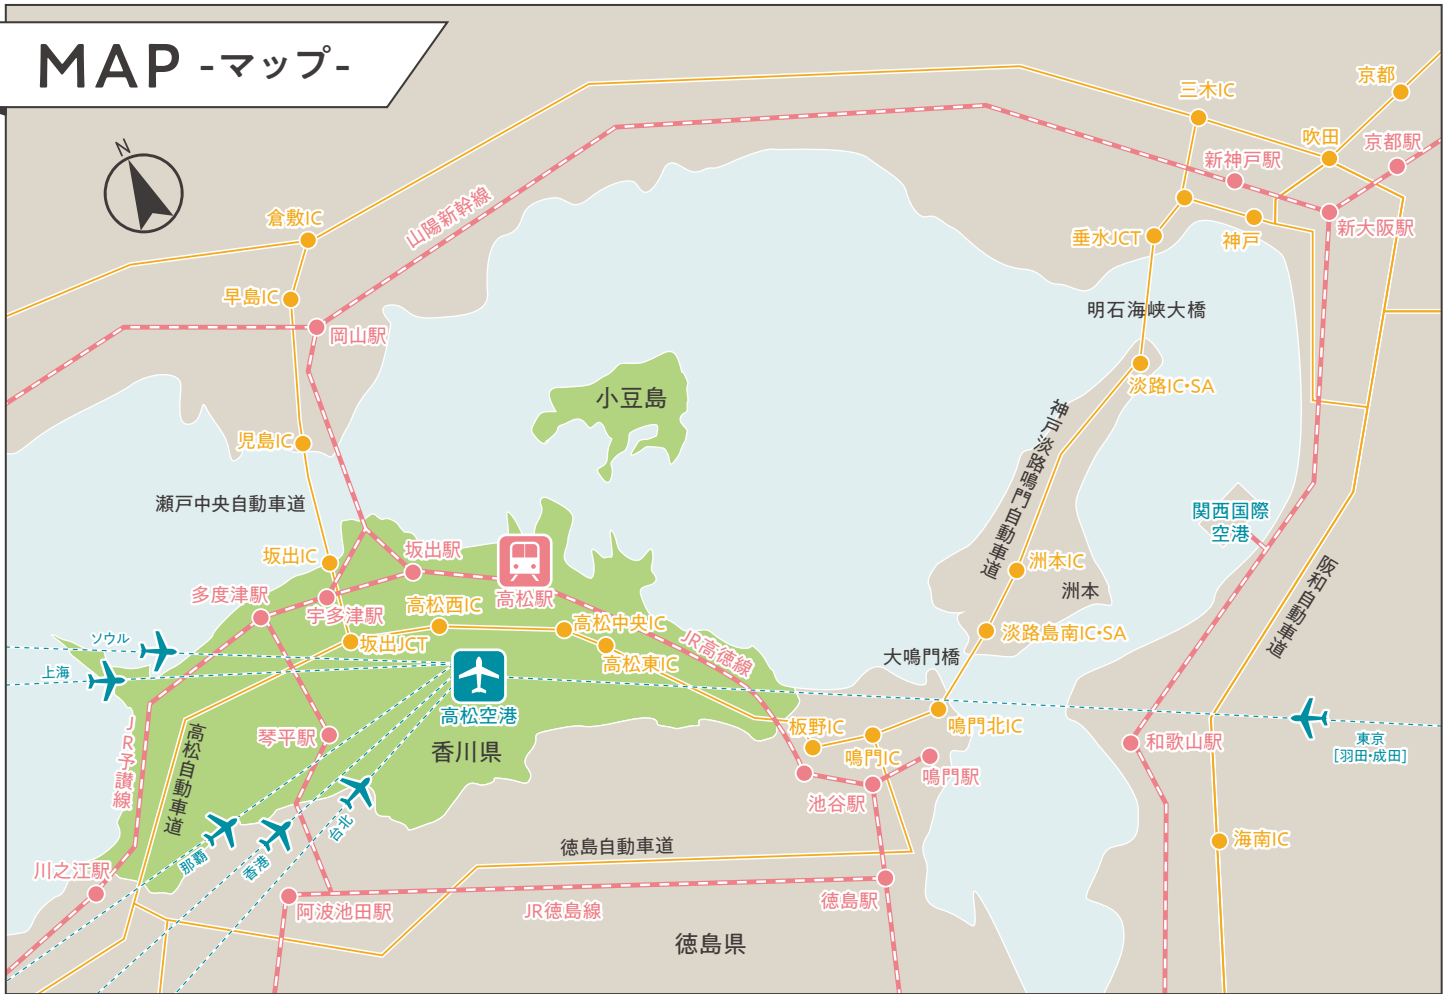 MAP -マップ-
N
三木IC
京都
吹田
京都駅
新神戸駅
倉敷IC
山陽新幹線
垂水JCT
神戸
新大阪駅
早島IC
岡山駅
明石海峡大橋
淡路IC・SA
小豆島
児島IC
神戸淡路鳴門自動車道
瀬戸中央自動車道
関西国際
空港
坂出IC
坂出駅
高松駅
洲本IC
洲本
阪和自動車道
多度津駅
宇多津駅
高松西IC
高松中央IC
坂出JCT
高松東IC
JR高徳線
淡路島南IC・SA
大鳴門橋
ソウル
上海
高松空港
香川県
JR予讃線
高松自動車道
琴平駅
板野IC
鳴門IC
鳴門北IC
鳴門駅
和歌山駅
東京
[羽田・成田]
池谷駅
那覇
香港
台北
徳島自動車道
海南IC
川之江駅
阿波池田駅
JR徳島線
徳島駅
徳島県